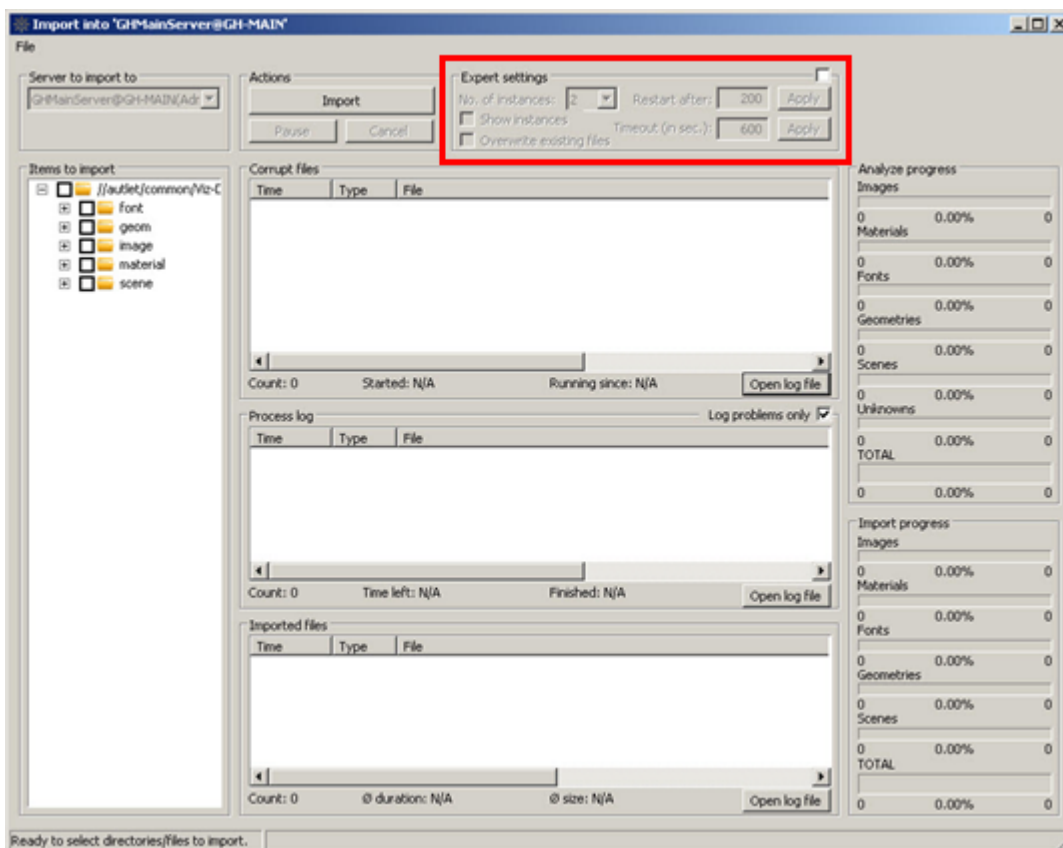 Import into 'GHMainServer@GH-MAIN'
File
Server to import to
GHMainServer@GH-MAIN(Adr
Actions
Import
Pause
Cancel
Expert settings
No. of instances: 2
Restart after: 200 Apply
Show instances
Timeout (in sec.): 600 Apply
Overwrite existing files
Items to import
//autlet/common/Viz-D
font
geom
image
material
scene
Corrupt files
Time Type File
Count: 0 Started: N/A Running since: N/A Open log file
Process log Log problems only
Time Type File
Count: 0 Time left: N/A Finished: N/A Open log file
Imported files
Time Type File
Count: 0 Ø duration: N/A Ø size: N/A Open log file
Analyze progress
Images
0 0.00% 0
Materials
0 0.00% 0
Fonts
0 0.00% 0
Geometries
0 0.00% 0
Scenes
0 0.00% 0
Unknowns
0 0.00% 0
TOTAL
0 0.00% 0
Import progress
Images
0 0.00% 0
Materials
0 0.00% 0
Fonts
0 0.00% 0
Geometries
0 0.00% 0
Scenes
0 0.00% 0
TOTAL
0 0.00% 0
Ready to select directories/files to import.